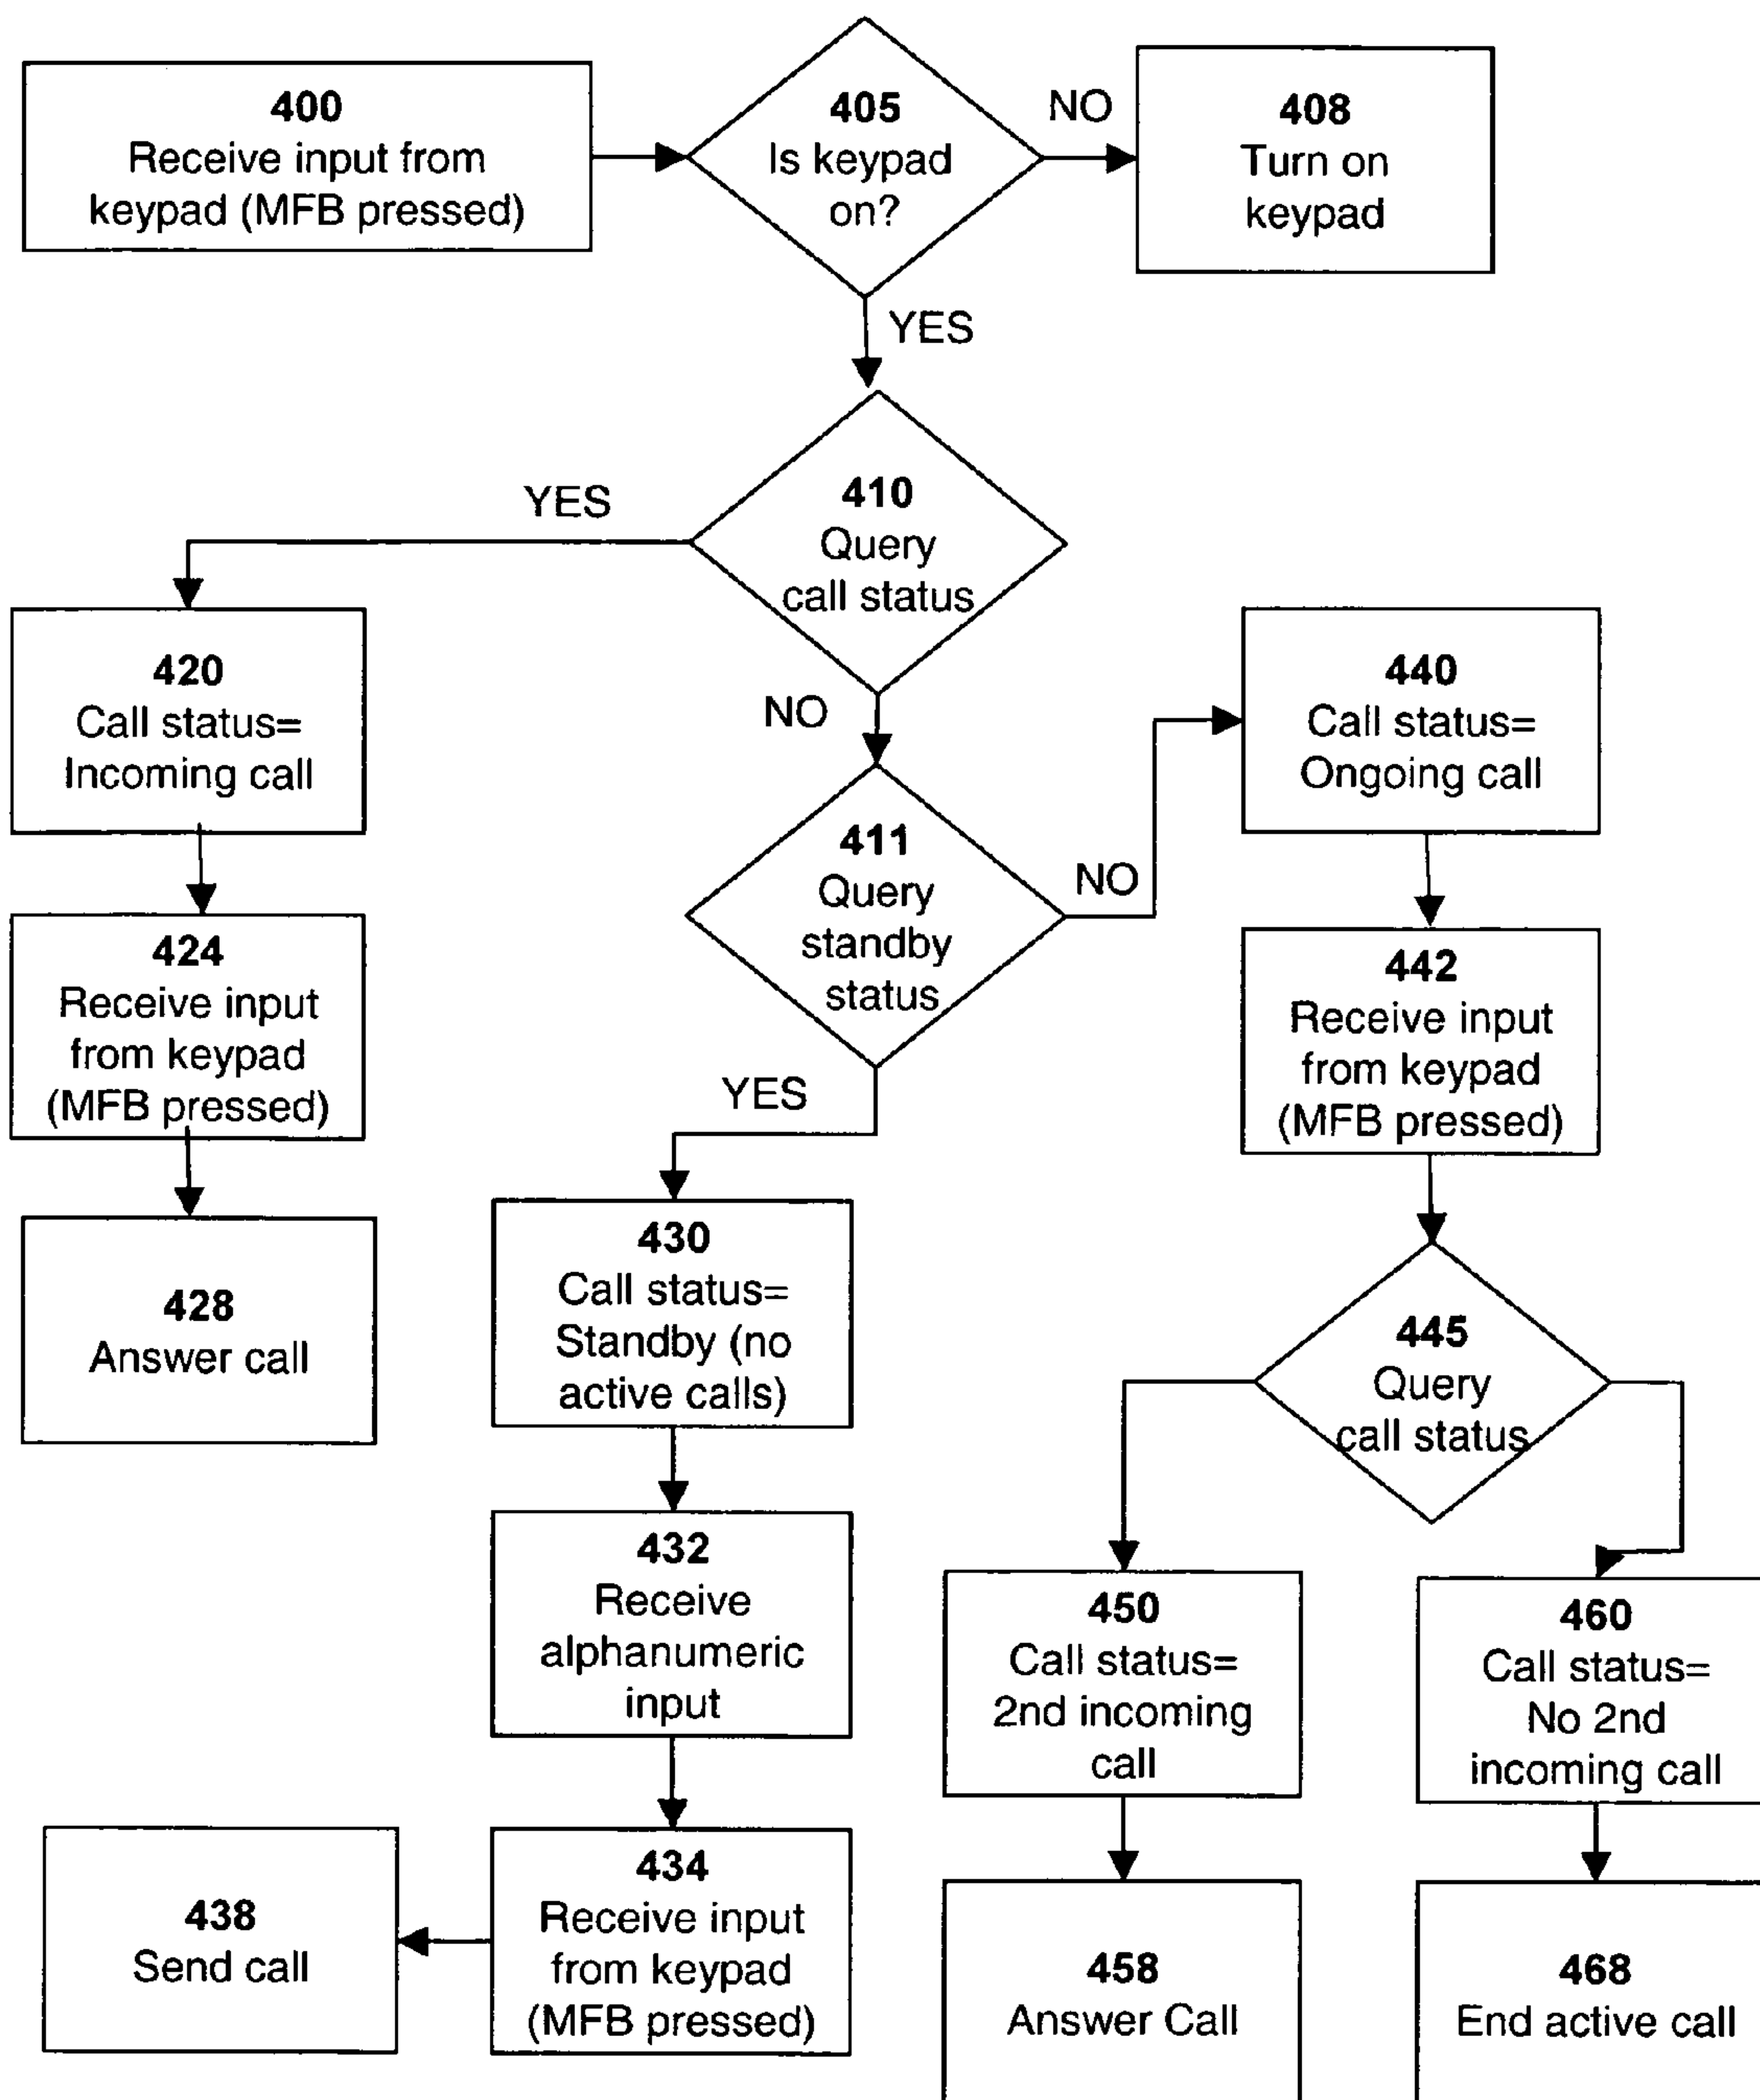 400
Receive input from
keypad (MFB pressed)
405
Is keypad
on?
NO
408
Turn on
keypad
YES
410
Query
call status
YES
NO
420
Call status=
Incoming call
424
Receive input
from keypad
(MFB pressed)
428
Answer call
411
Query
standby
status
NO
YES
440
Call status=
Ongoing call
442
Receive input
from keypad
(MFB pressed)
445
Query
call status
430
Call status=
Standby (no
active calls)
432
Receive
alphanumeric
input
434
Receive input
from keypad
(MFB pressed)
438
Send call
450
Call status=
2nd incoming
call
458
Answer Call
460
Call status=
No 2nd
incoming call
468
End active call